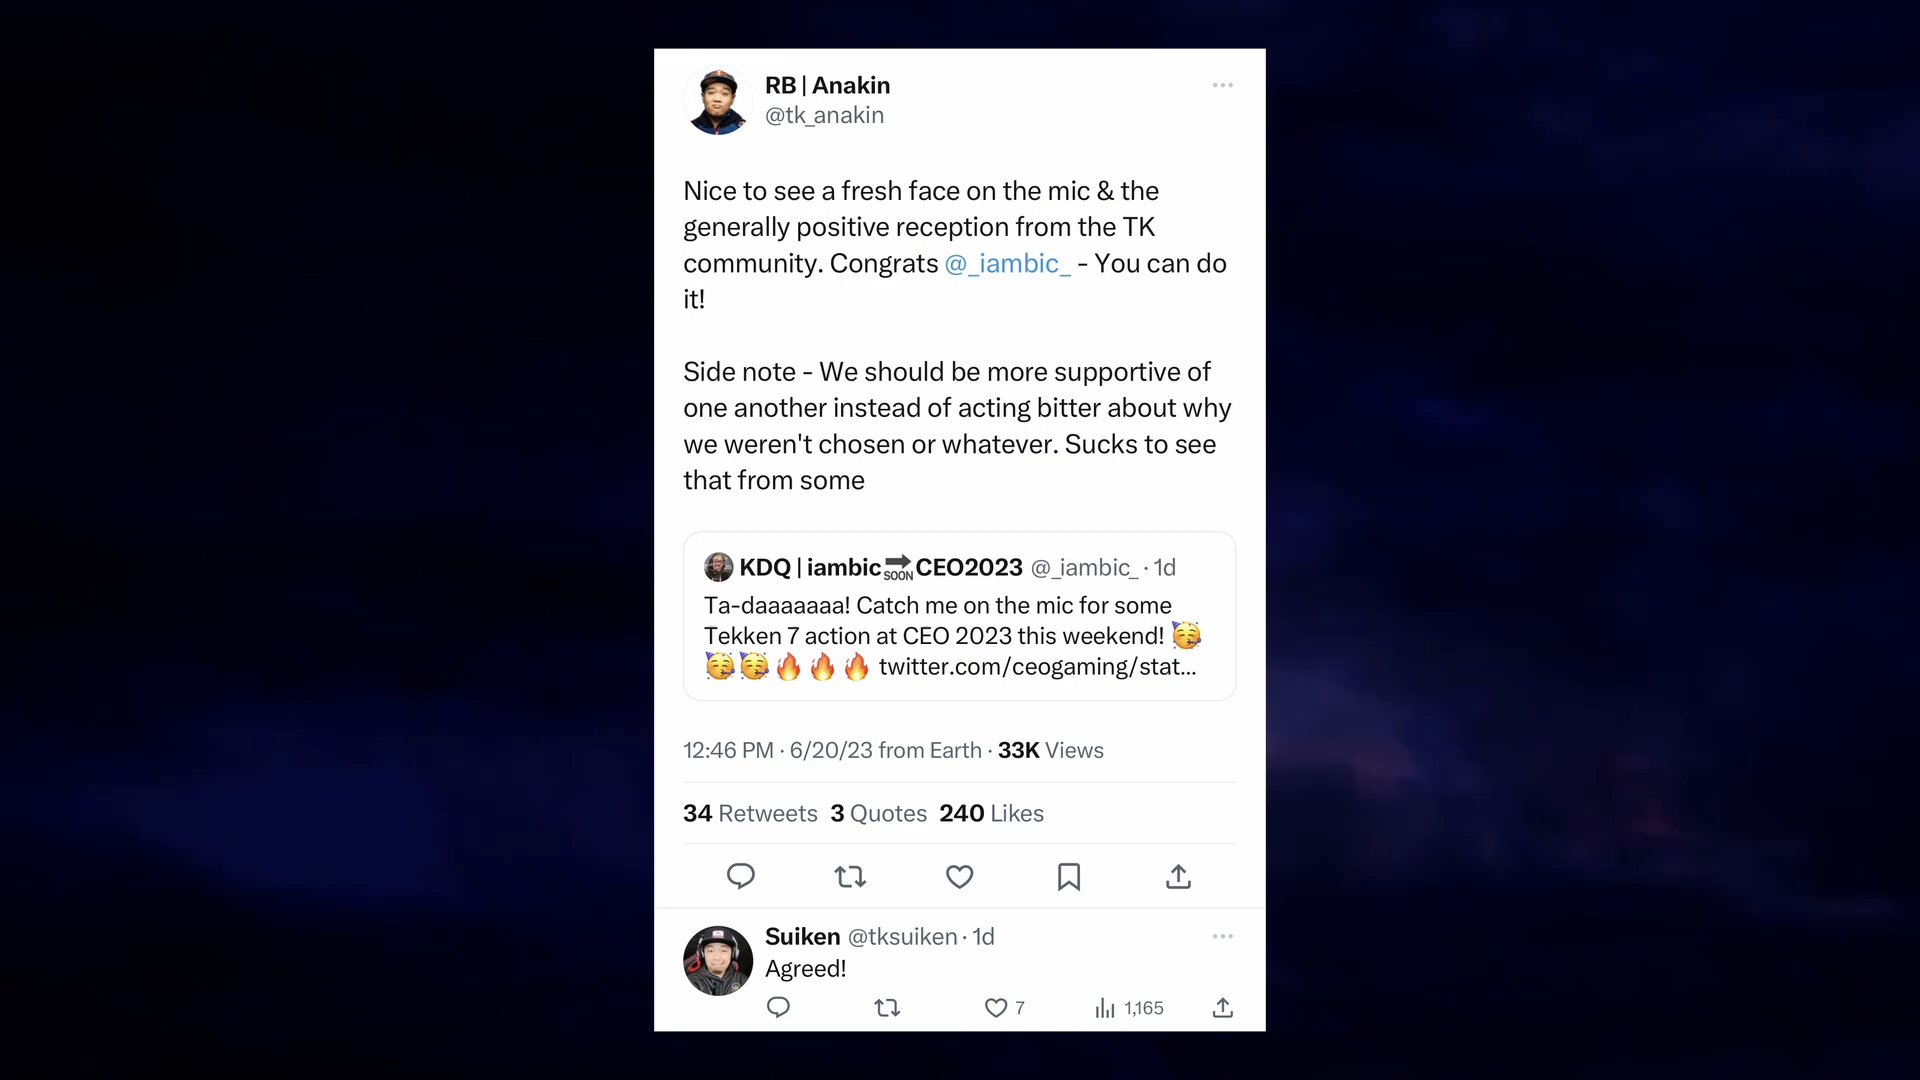 RB | Anakin
@tk_anakin
Nice to see a fresh face on the mic & the
generally positive reception from the TK
community. Congrats @_iambic_ - You can do
it!
Side note - We should be more supportive of
one another instead of acting bitter about why
we weren't chosen or whatever. Sucks to see
that from some
KDQ | iambic🔜CEO2023 @_iambic_ · 1d
Ta-daaaaaaa! Catch me on the mic for some
Tekken 7 action at CEO 2023 this weekend! 🥳
🥳🥳🔥🔥🔥 twitter.com/ceogaming/stat...
12:46 PM · 6/20/23 from Earth · 33K Views
34 Retweets 3 Quotes 240 Likes
Suiken @tksuiken · 1d
Agreed!
7 1,165